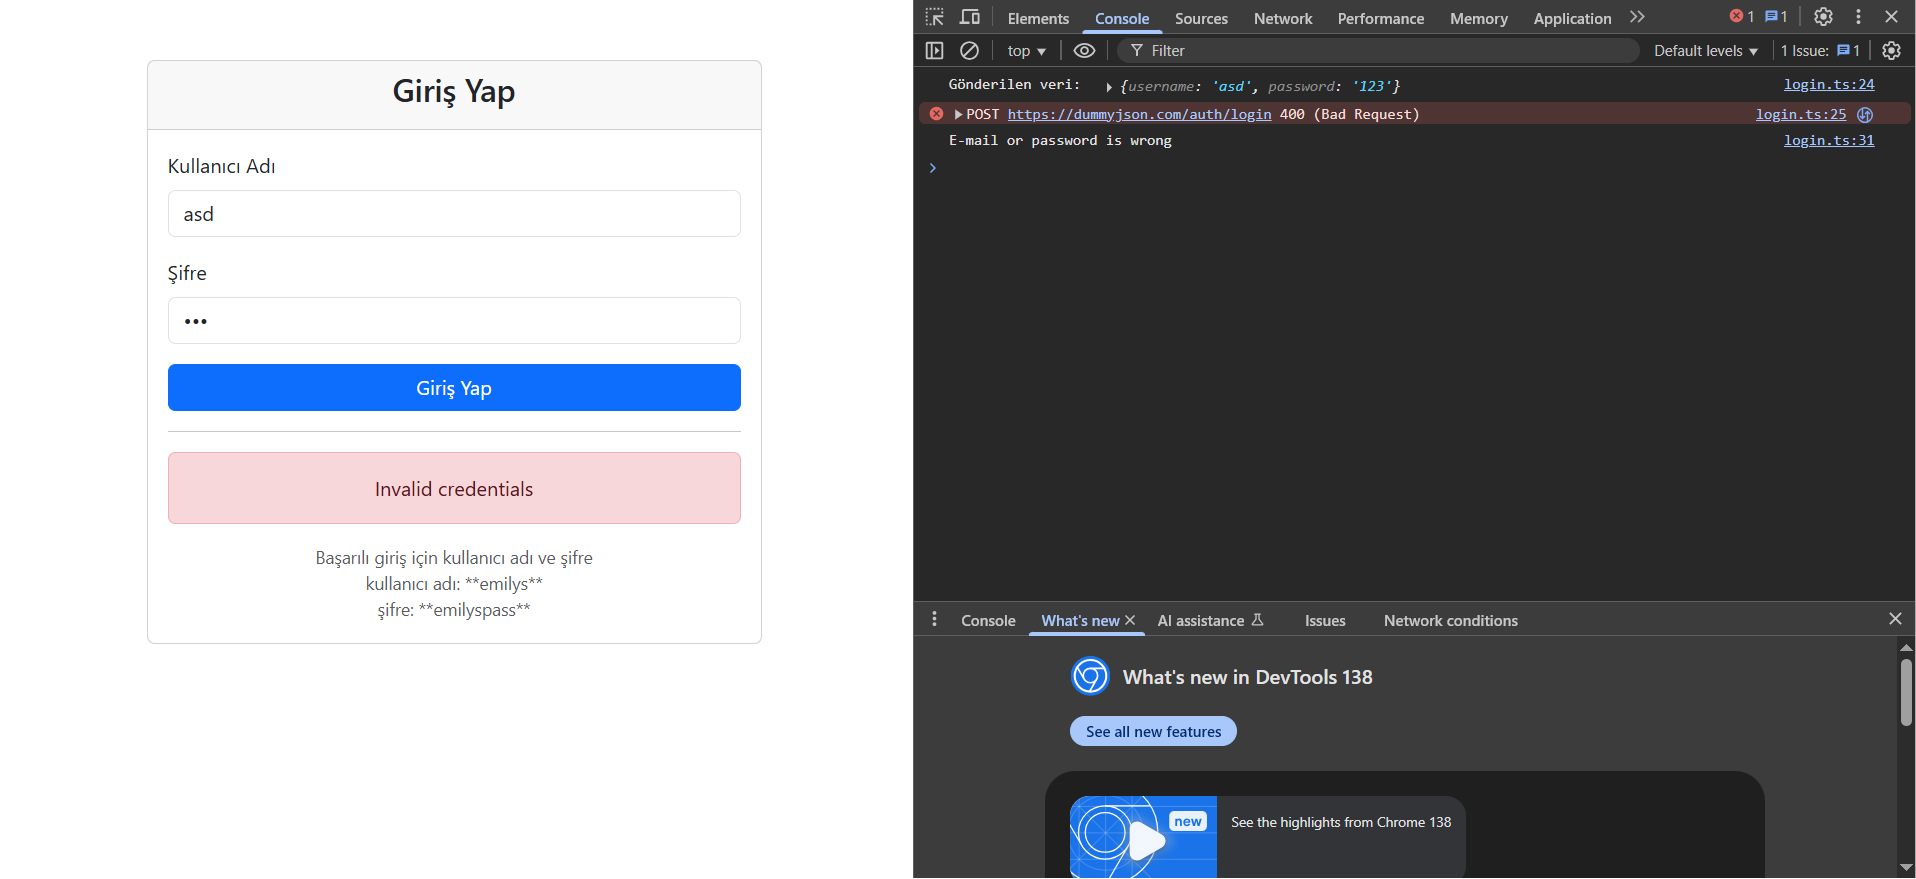 Giriş Yap
Kullanıcı Adı
asd
Şifre
•••
Giriş Yap
Invalid credentials
Başarılı giriş için kullanıcı adı ve şifre
kullanıcı adı: **emilys**
şifre: **emilyspass**
Elements Console Sources Network Performance Memory Application 1 1
top Filter Default levels 1 Issue: 1
Gönderilen veri: {username: 'asd', password: '123'} login.ts:24
POST https://dummyjson.com/auth/login 400 (Bad Request) login.ts:25
E-mail or password is wrong login.ts:31
Console What's new AI assistance Issues Network conditions
What's new in DevTools 138
See all new features
new
See the highlights from Chrome 138